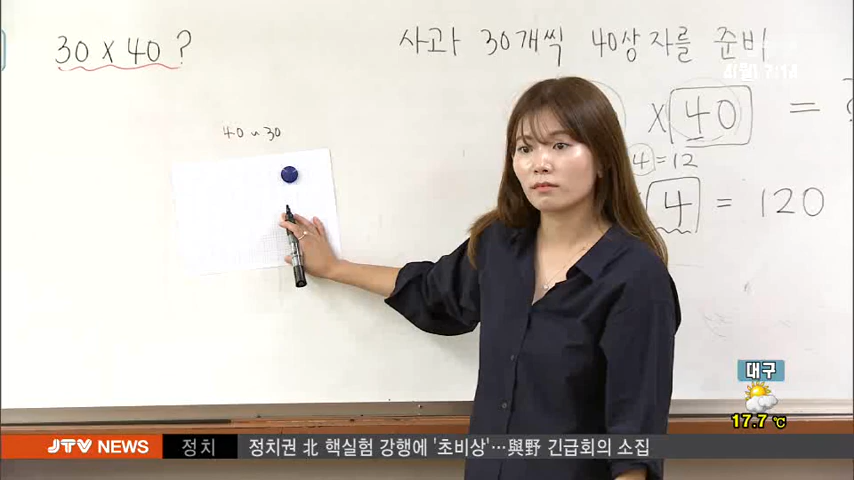 30 x 40 ?
사과 30개씩 40상자를 준비
40 ~ 30
x 40 = ?
4 = 12
4 = 120
대구
17.7 ℃
JTV NEWS 정치 정치권 北 핵실험 강행에 '초비상'…與野 긴급회의 소집